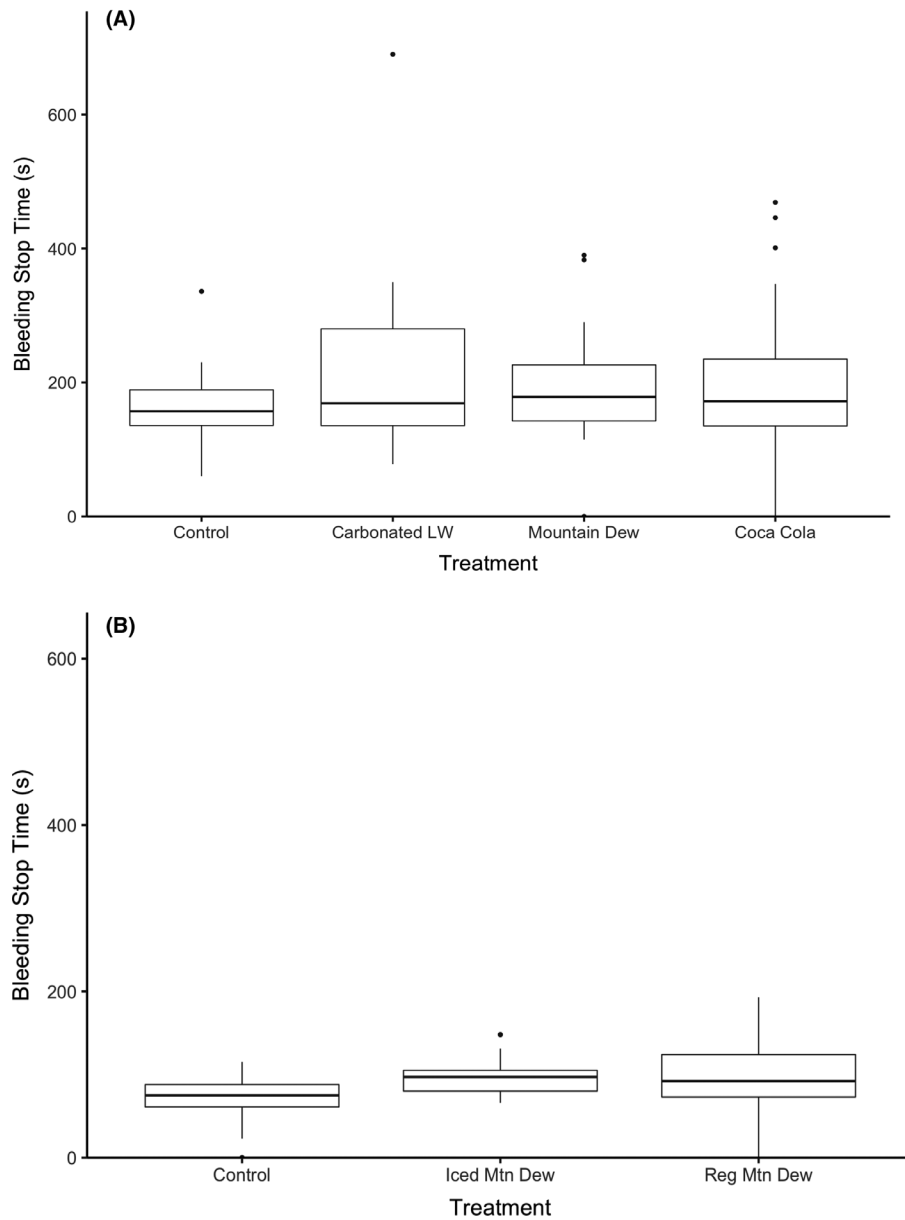 (A)
Bleeding Stop Time (s)
600
400
200
0
Control Carbonated LW Mountain Dew Coca Cola
Treatment
(B)
Bleeding Stop Time (s)
600
400
200
0
Control Iced Mtn Dew Reg Mtn Dew
Treatment